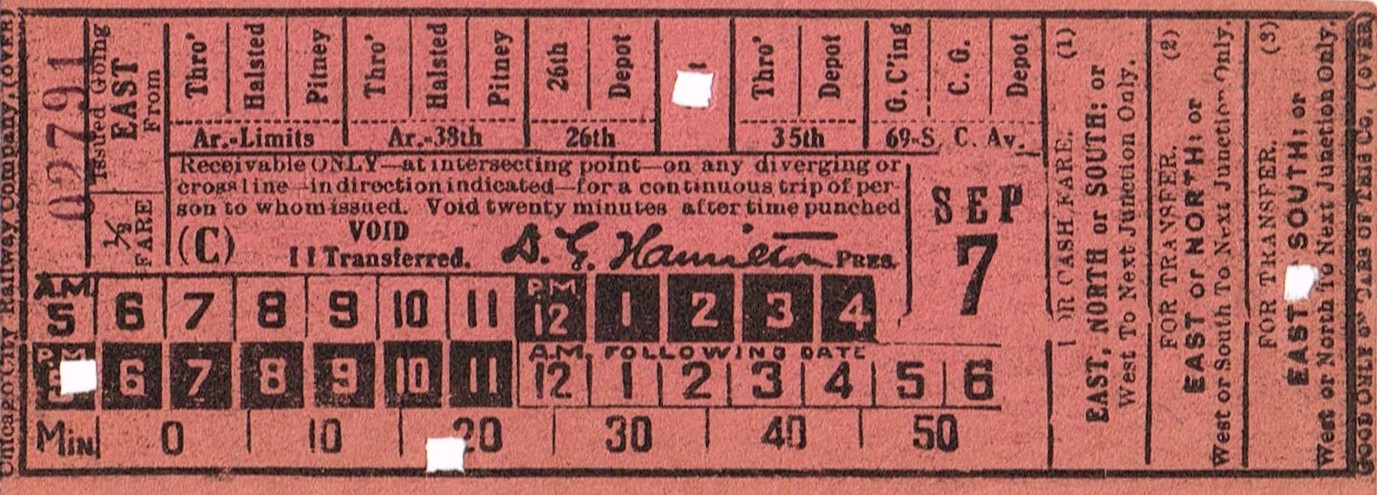 Chicago City Railway Company. (OVER)
02791
Issued Going
EAST
From
1/2
FARE
Thro' Halsted Pitney Thro' Halsted Pitney 26th Depot Thro' Depot G. C'ing C. G. Depot
Ar.-Limits Ar.-38th 26th 35th 69-S. C. Av.
Receivable ONLY—at intersecting point—on any diverging or
cross line—in direction indicated—for a continuous trip of per-
son to whom issued. Void twenty minutes after time punched
(C) VOID
If Transferred. D. G. Hamilton PRES.
SEP
7
A.M. 5 6 7 8 9 10 11 P.M. 12 1 2 3 4
P.M. 5 6 7 8 9 10 11 A.M. FOLLOWING DATE 12 1 2 3 4 5 6
Min. 0 10 20 30 40 50
(1)
FOR CASH FARE.
EAST, NORTH or SOUTH: or
West To Next Junction Only.
(2)
FOR TRANSFER.
EAST or NORTH: or
West or South To Next Junction Only.
(3)
FOR TRANSFER.
EAST SOUTH: or
West or North To Next Junction Only.
GOOD ONLY ON CARS OF THIS CO. (OVER)